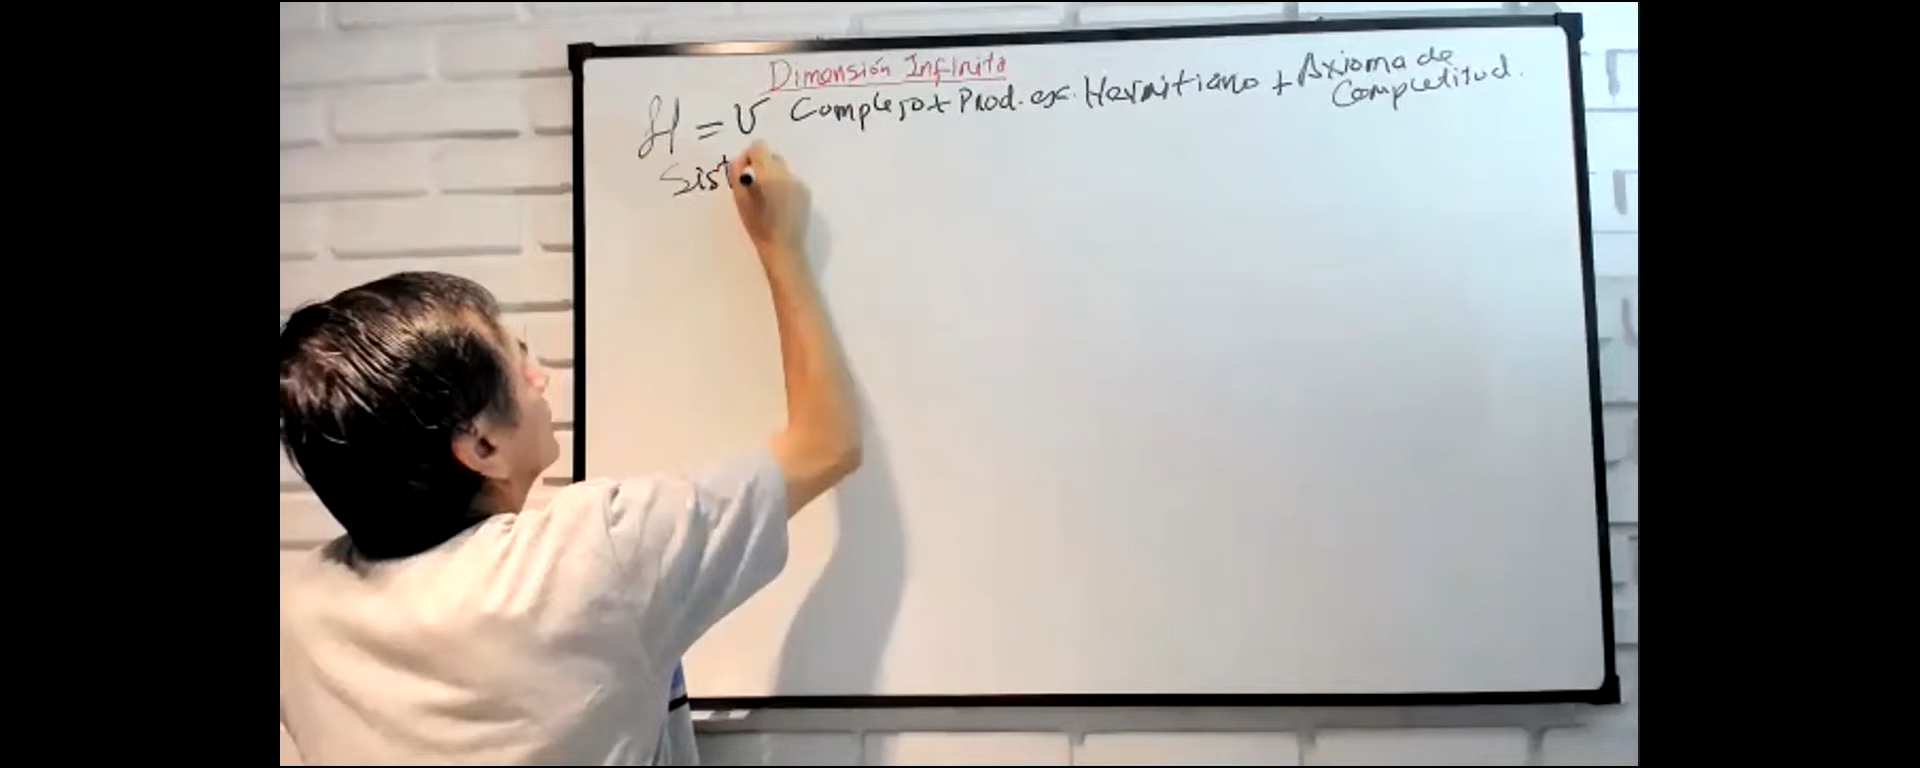 Dimensión Infinita
H = V Complejo + Prod. esc. Hermitiano + Axioma de
Completitud.
Sist